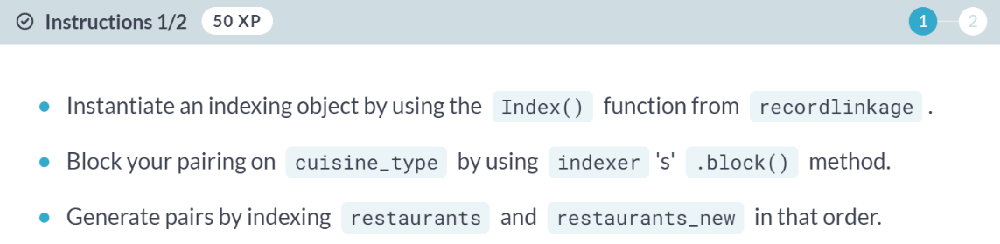 Instructions 1/2 50 XP 1 2
Instantiate an indexing object by using the Index() function from recordlinkage .
Block your pairing on cuisine_type by using indexer 's' .block() method.
Generate pairs by indexing restaurants and restaurants_new in that order.